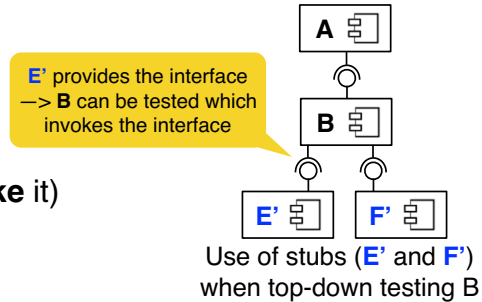 A
E’ provides the interface
—> B can be tested which
invokes the interface
B
ke it)
E’
F’
Use of stubs (E’ and F’)
when top-down testing B